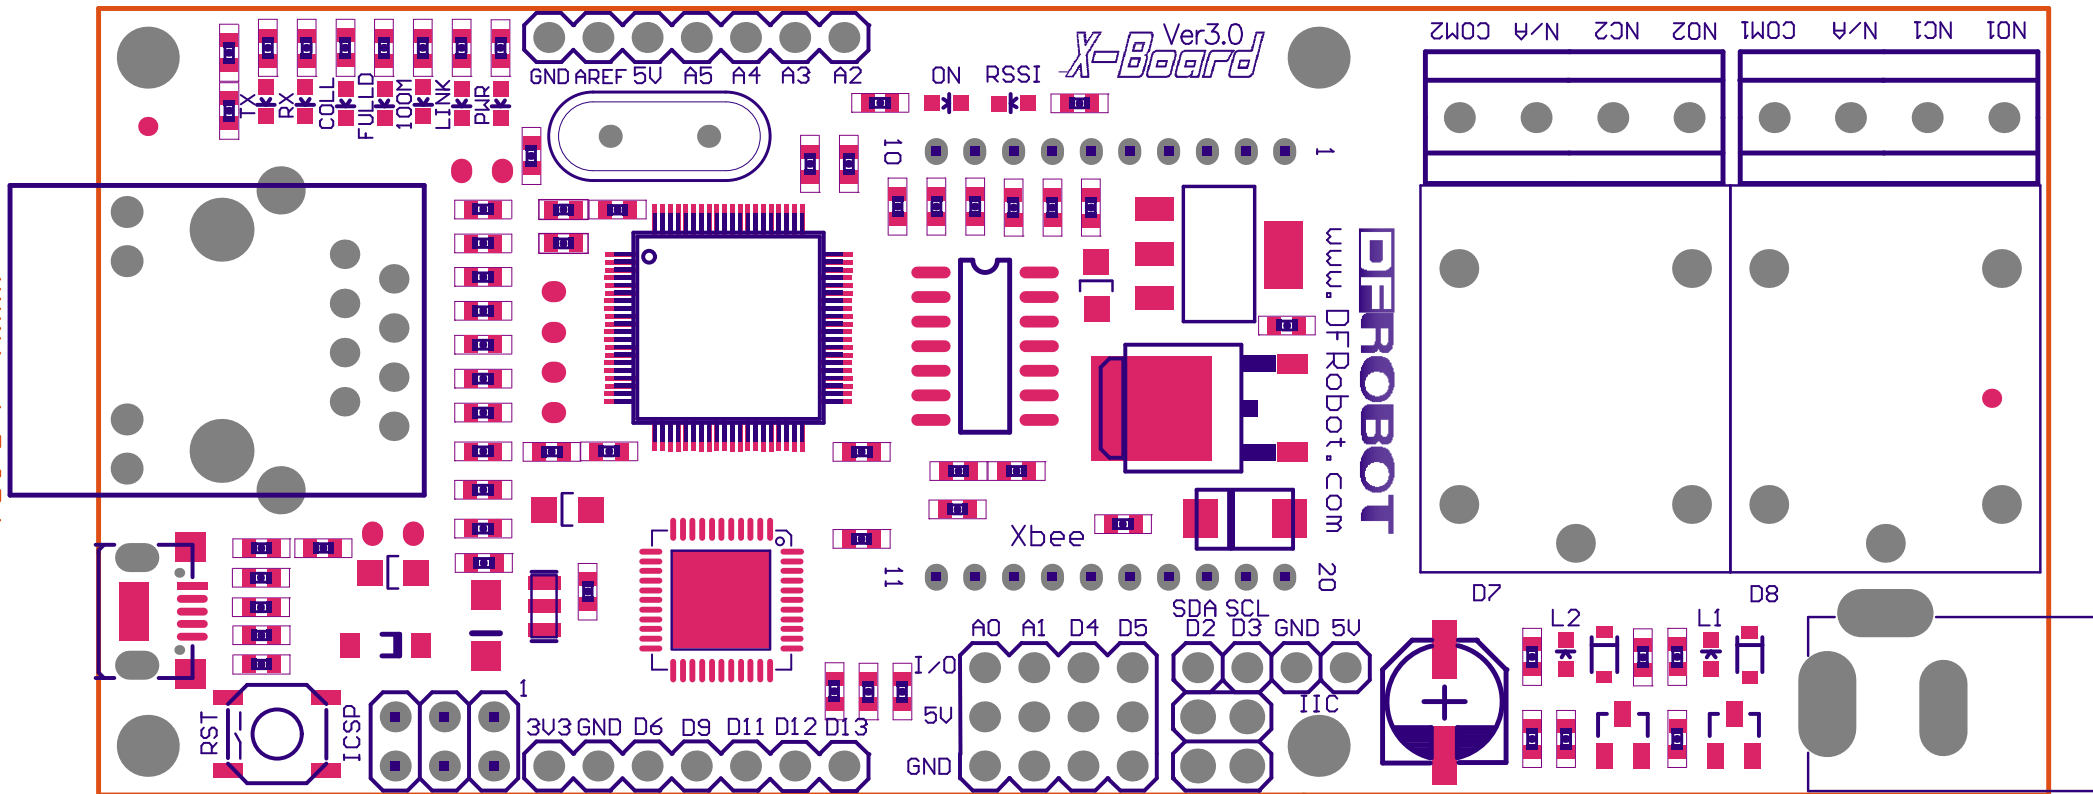 COM2 N/A NC2 NO2 COM1 N/A NC1 NO1
X-Board Ver3.0
TX RX COLL FULLD 100M LINK PWR
GND AREF 5V A5 A4 A3 A2
ON RSSI
10 1
www.DFRobot.com
DFROBOT
Xbee
11 20
SDA SCL
D7 D8
A0 A1 D4 D5 D2 D3 GND 5V
L2 L1
I/O
5V
GND
IIC
RST
ICSP
1
3V3 GND D6 D9 D11 D12 D13